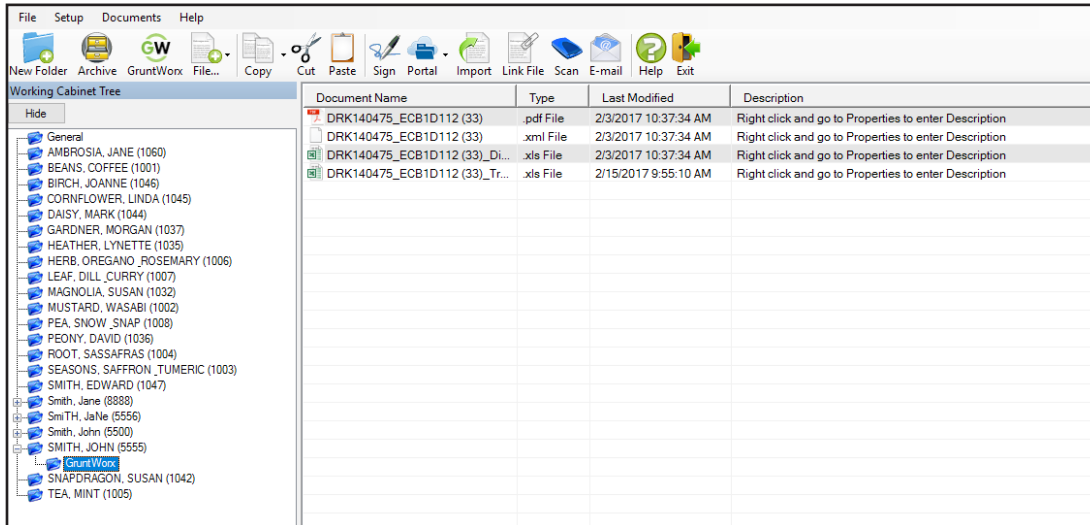 File Setup Documents Help
GW
New Folder Archive GruntWorx File... Copy Cut Paste Sign Portal Import Link File Scan E-mail Help Exit
Working Cabinet Tree
Hide
General
AMBROSIA, JANE (1060)
BEANS, COFFEE (1001)
BIRCH, JOANNE (1046)
CORNFLOWER, LINDA (1045)
DAISY, MARK (1044)
GARDNER, MORGAN (1037)
HEATHER, LYNETTE (1035)
HERB, OREGANO_ROSEMARY (1006)
LEAF, DILL_CURRY (1007)
MAGNOLIA, SUSAN (1032)
MUSTARD, WASABI (1002)
PEA, SNOW_SNAP (1008)
PEONY, DAVID (1036)
ROOT, SASSAFRAS (1004)
SEASONS, SAFFRON_TUMERIC (1003)
SMITH, EDWARD (1047)
Smith, Jane (8888)
SmiTH, JaNe (5556)
Smith, John (5500)
SMITH, JOHN (5555)
GruntWorx
SNAPDRAGON, SUSAN (1042)
TEA, MINT (1005)
Document Name Type Last Modified Description
DRK140475_ECB1D112 (33) .pdf File 2/3/2017 10:37:34 AM Right click and go to Properties to enter Description
DRK140475_ECB1D112 (33) .xml File 2/3/2017 10:37:34 AM Right click and go to Properties to enter Description
DRK140475_ECB1D112 (33)_Di... .xls File 2/3/2017 10:37:34 AM Right click and go to Properties to enter Description
DRK140475_ECB1D112 (33)_Tr... .xls File 2/15/2017 9:55:10 AM Right click and go to Properties to enter Description